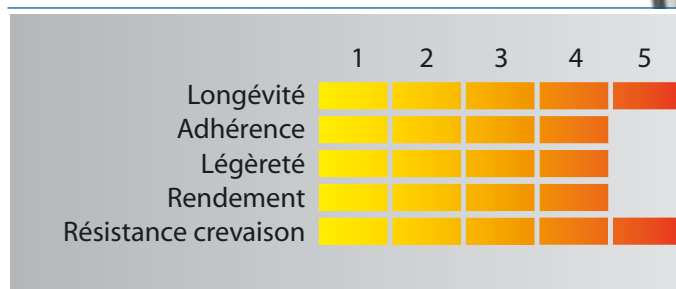 1 2 3 4 5
Longévité
Adhérence
Légèreté
Rendement
Résistance crevaison